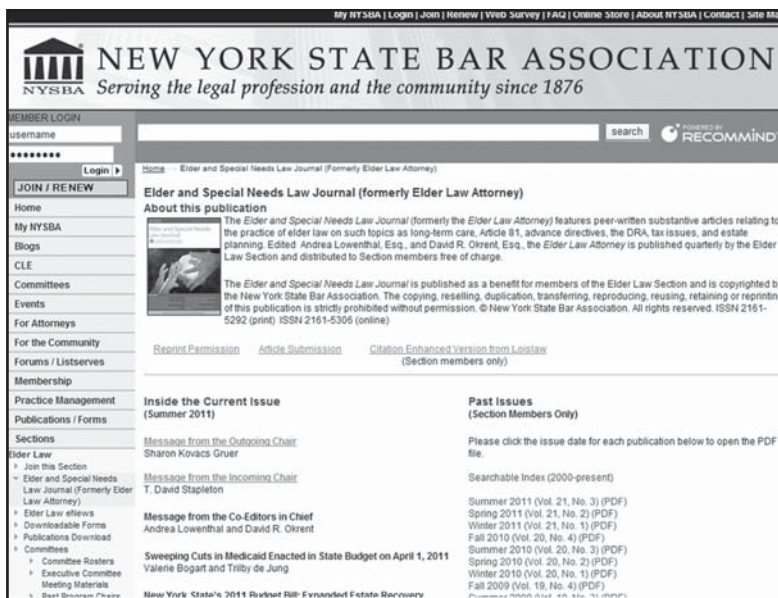 My NYSBA | Login | Join | Renew | Web Survey | FAQ | Online Store | About NYSBA | Contact | Site Ma
NYSBA
NEW YORK STATE BAR ASSOCIATION
Serving the legal profession and the community since 1876
MEMBER LOGIN
username
Login
JOIN / RENEW
Home
My NYSBA
Blogs
CLE
Committees
Events
For Attorneys
For the Community
Forums / Listserves
Membership
Practice Management
Publications / Forms
Sections
Elder Law
Join this Section
Elder and Special Needs
Law Journal (Formerly Elder
Law Attorney)
Elder Law eNews
Downloadable Forms
Publications Download
Committees
Committee Rosters
Executive Committee
Meeting Materials
Past Program Chairs
search
POWERED BY
RECOMMIND
Home Elder and Special Needs Law Journal (Formerly Elder Law Attorney)
Elder and Special Needs Law Journal (formerly Elder Law Attorney)
About this publication
The Elder and Special Needs Law Journal (formerly the Elder Law Attorney) features peer-written substantive articles relating to
the practice of elder law on such topics as long-term care, Article 81, advance directives, the DRA, tax issues, and estate
planning. Edited Andrea Lowenthal, Esq., and David R. Okrent, Esq., the Elder Law Attorney is published quarterly by the Elder
Law Section and distributed to Section members free of charge.
The Elder and Special Needs Law Journal is published as a benefit for members of the Elder Law Section and is copyrighted b
the New York State Bar Association. The copying, reselling, duplication, transferring, reproducing, reusing, retaining or reprintin
of this publication is strictly prohibited without permission. © New York State Bar Association. All rights reserved. ISSN 2161-
5292 (print) ISSN 2161-5306 (online)
Reprint Permission Article Submission Citation Enhanced Version from Loislaw
(Section members only)
Inside the Current Issue
(Summer 2011)
Message from the Outgoing Chair
Sharon Kovacs Gruer
Message from the Incoming Chair
T. David Stapleton
Message from the Co-Editors in Chief
Andrea Lowenthal and David R. Okrent
Sweeping Cuts in Medicaid Enacted in State Budget on April 1, 2011
Valerie Bogart and Trilby de Jung
New York State's 2011 Budget Bill: Expanded Estate Recovery
Past Issues
(Section Members Only)
Please click the issue date for each publication below to open the PDF
file.
Searchable Index (2000-present)
Summer 2011 (Vol. 21, No. 3) (PDF)
Spring 2011 (Vol. 21, No. 2) (PDF)
Winter 2011 (Vol. 21, No. 1) (PDF)
Fall 2010 (Vol. 20, No. 4) (PDF)
Summer 2010 (Vol. 20, No. 3) (PDF)
Spring 2010 (Vol. 20, No. 2) (PDF)
Winter 2010 (Vol. 20, No. 1) (PDF)
Fall 2009 (Vol. 19, No. 4) (PDF)